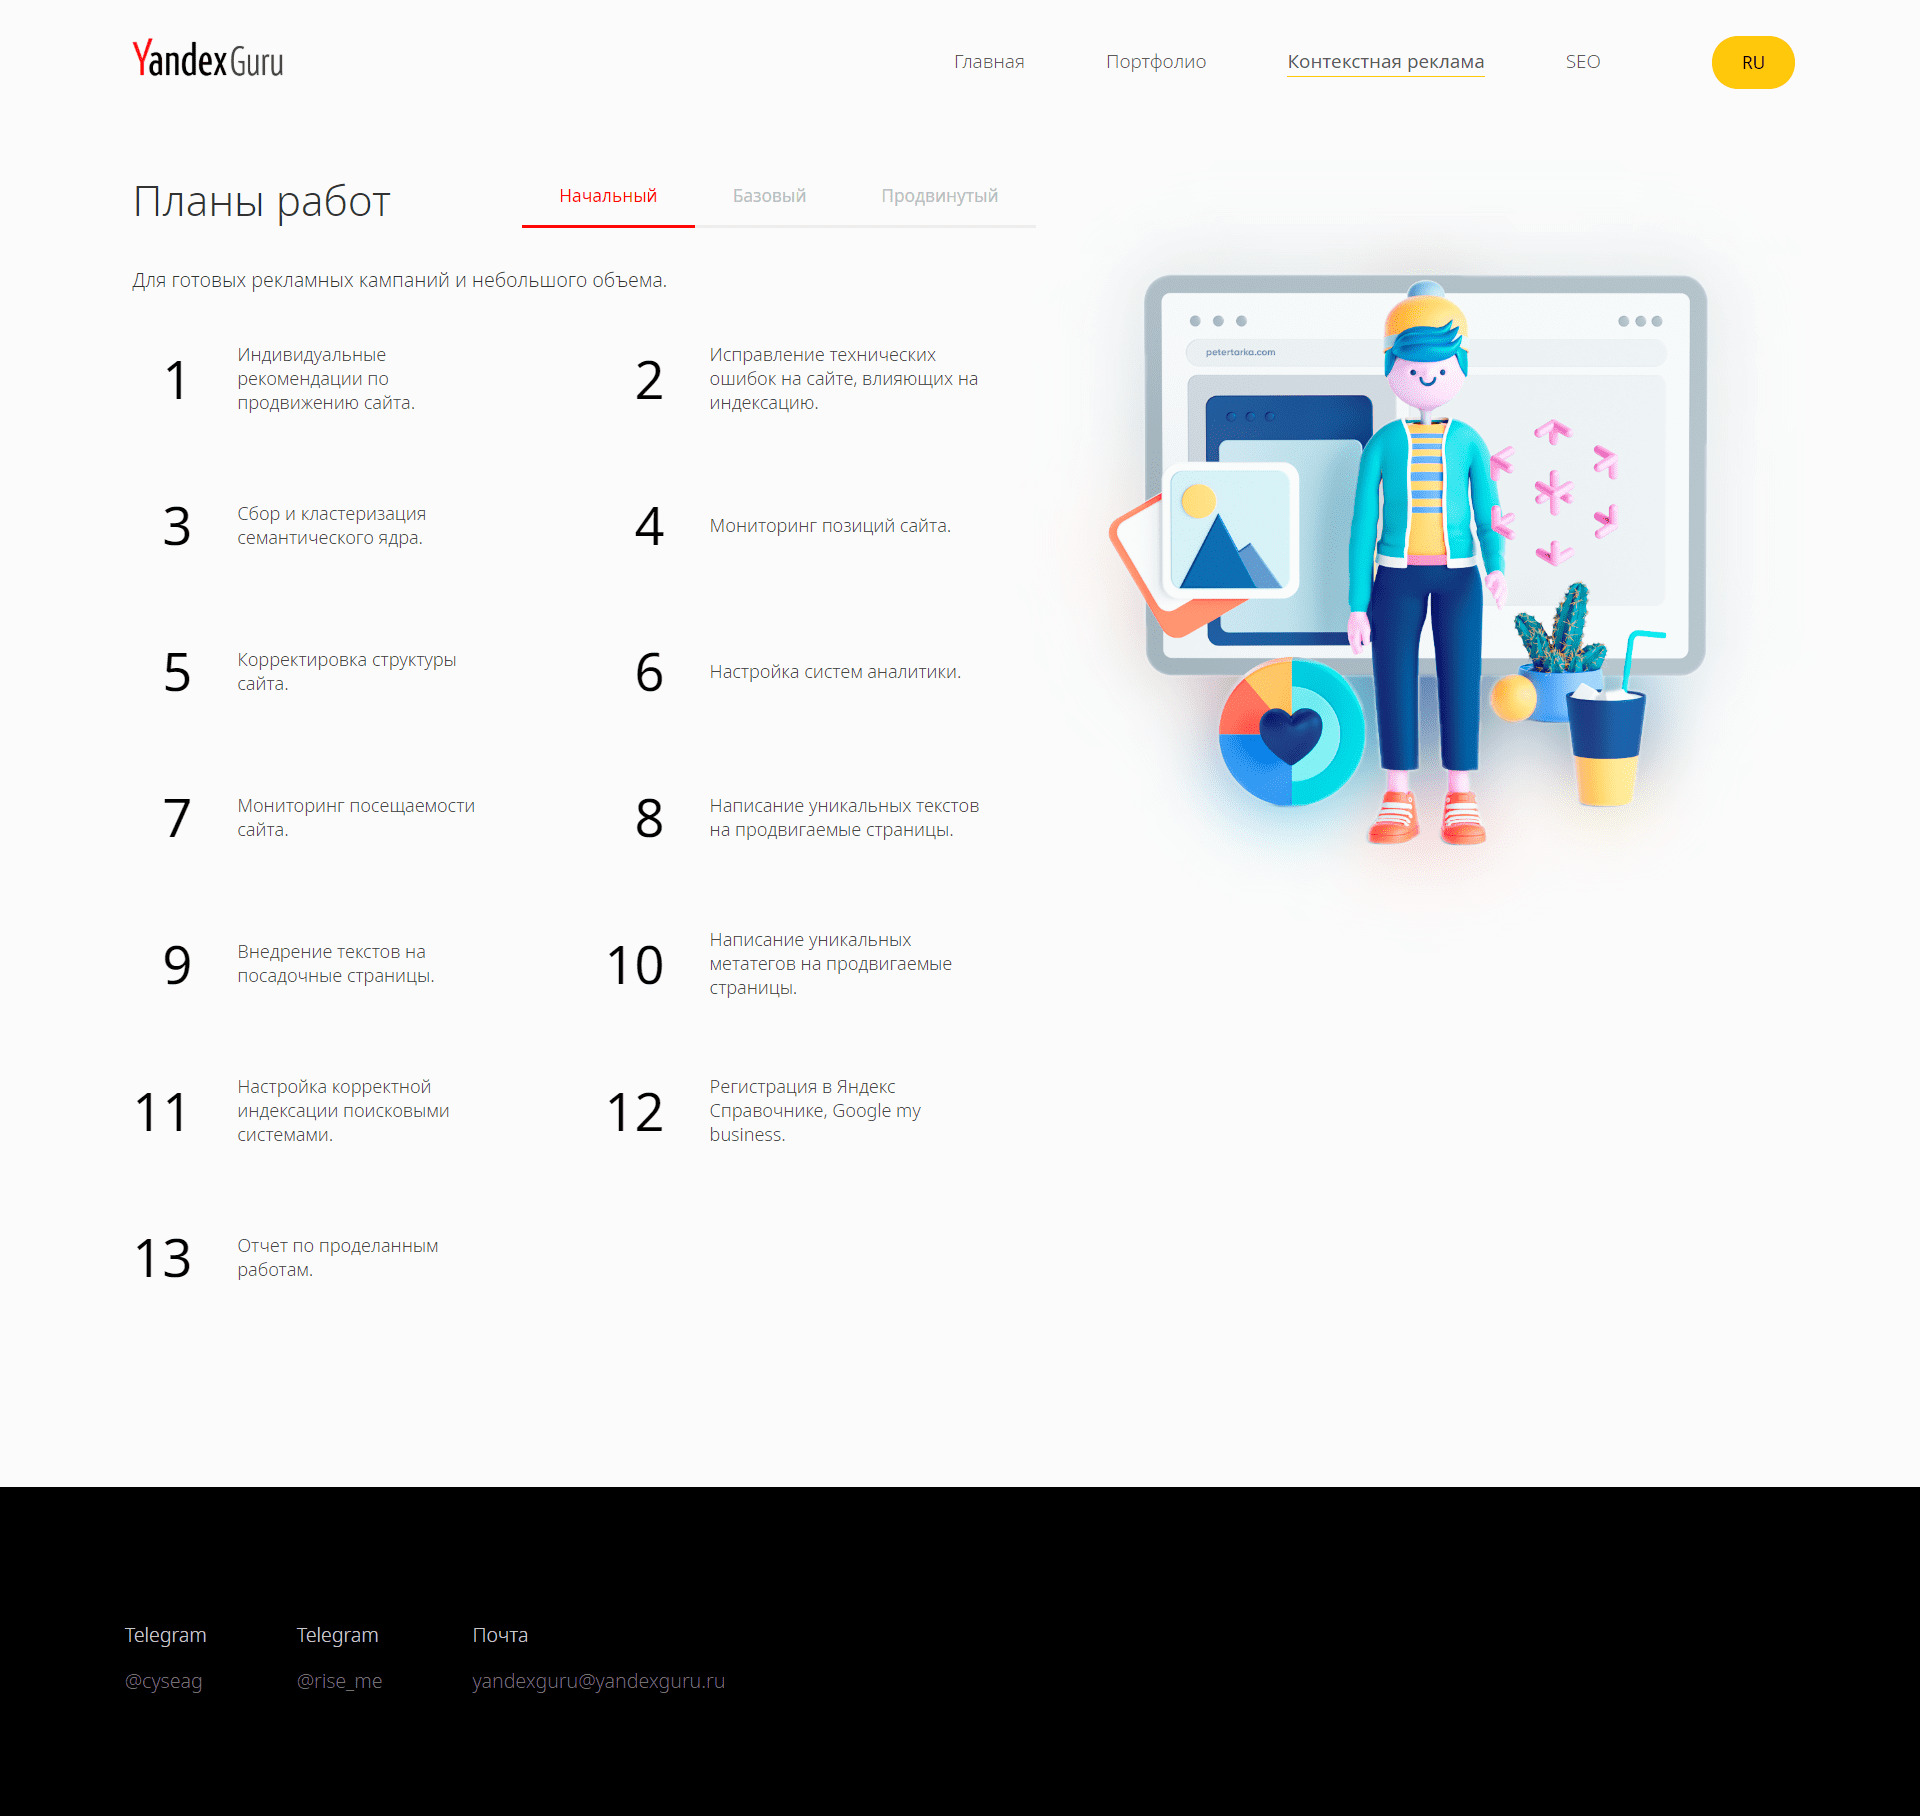 YandexGuru
Главная
Портфолио
Контекстная реклама
SEO
RU
Планы работ
Начальный
Базовый
Продвинутый
Для готовых рекламных кампаний и небольшого объема.
1
Индивидуальные
рекомендации по
продвижению сайта.
2
Исправление технических
ошибок на сайте, влияющих на
индексацию.
3
Сбор и кластеризация
семантического ядра.
4
Мониторинг позиций сайта.
5
Корректировка структуры
сайта.
6
Настройка систем аналитики.
7
Мониторинг посещаемости
сайта.
8
Написание уникальных текстов
на продвигаемые страницы.
9
Внедрение текстов на
посадочные страницы.
10
Написание уникальных
метатегов на продвигаемые
страницы.
11
Настройка корректной
индексации поисковыми
системами.
12
Регистрация в Яндекс
Справочнике, Google my
business.
13
Отчет по проделанным
работам.
petertarka.com
Telegram
@cyseag
Telegram
@rise_me
Почта
yandexguru@yandexguru.ru